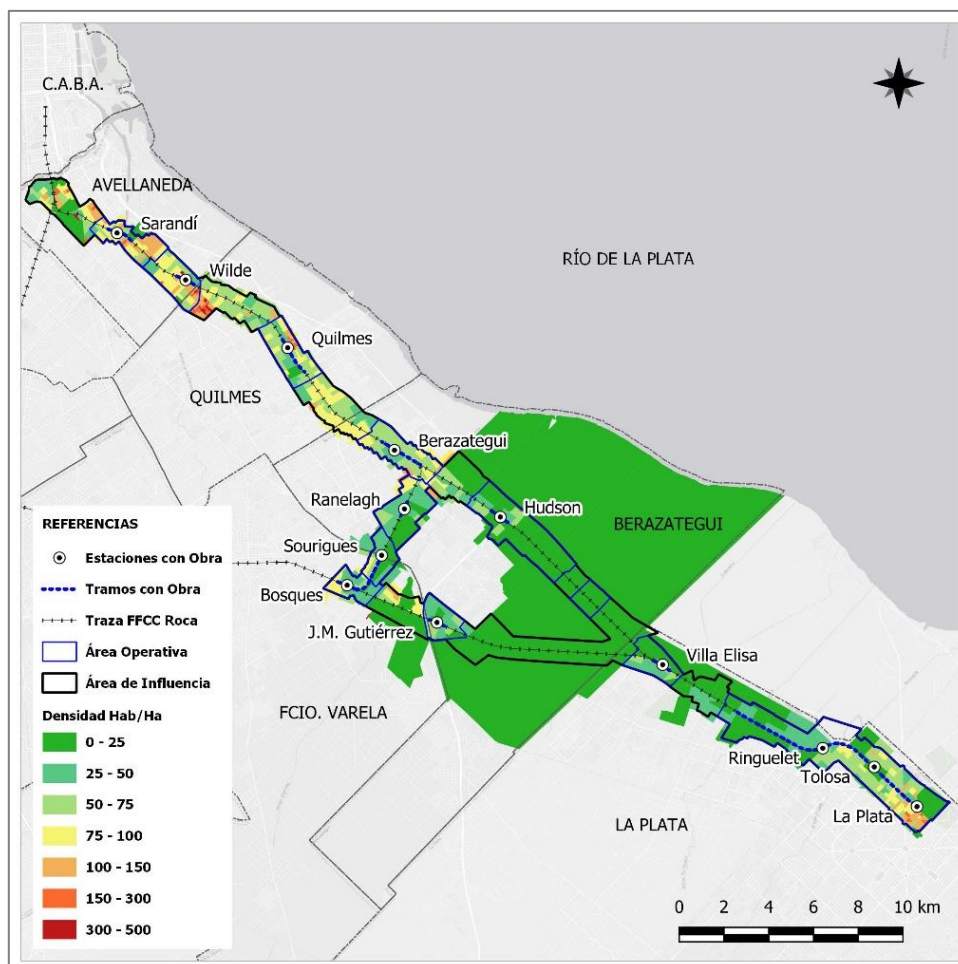 C.A.B.A.
AVELLANEDA
Sarandí
Wilde
RÍO DE LA PLATA
Quilmes
QUILMES
Berazategui
Ranelagh
Hudson
BERAZATEGUI
Sourigues
Bosques
J.M. Gutiérrez
Villa Elisa
FCIO. VARELA
Ringuelet
Tolosa
La Plata
LA PLATA
REFERENCIAS
Estaciones con Obra
Tramos con Obra
Traza FFCC Roca
Área Operativa
Área de Influencia
Densidad Hab/Ha
0 - 25
25 - 50
50 - 75
75 - 100
100 - 150
150 - 300
300 - 500
0 2 4 6 8 10 km